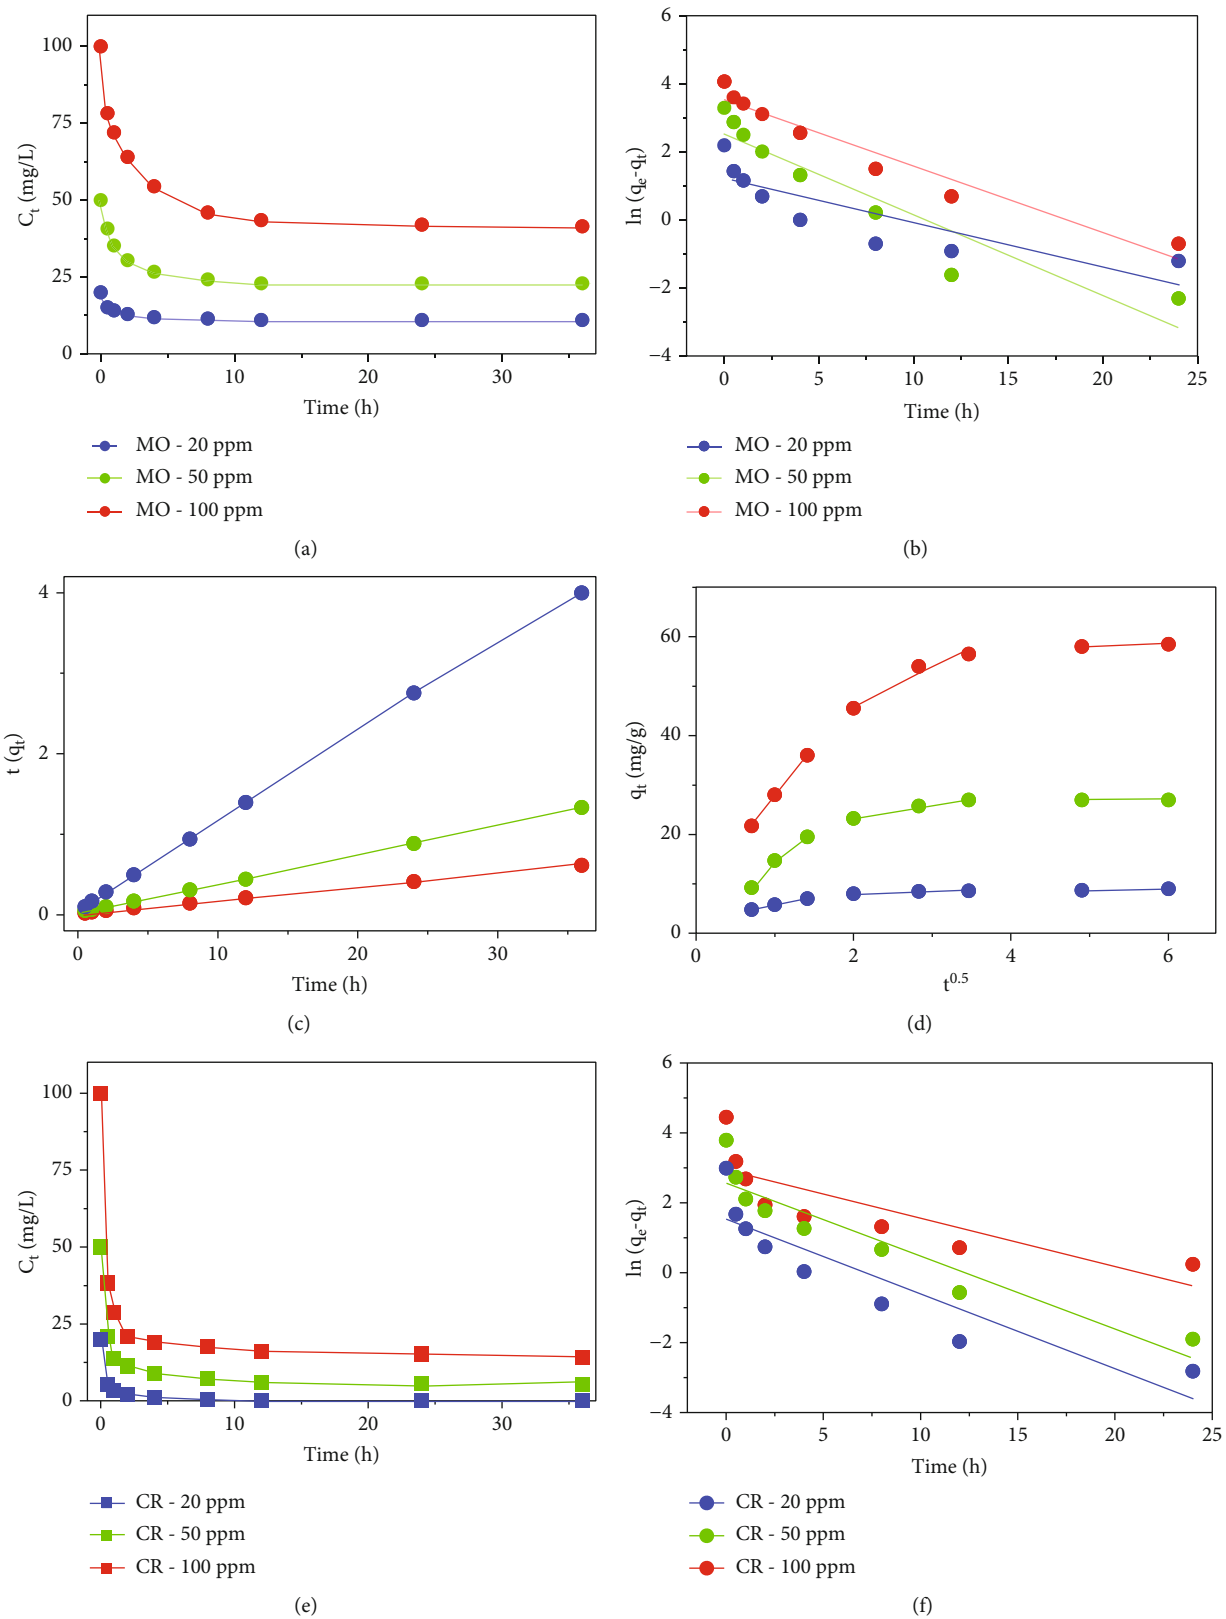 100
75
50
25
0
C_t (mg/L)
0 10 20 30
Time (h)
MO - 20 ppm
MO - 50 ppm
MO - 100 ppm
(a)
6
4
2
0
−2
−4
ln (q_e-q_t)
0 5 10 15 20 25
Time (h)
MO - 20 ppm
MO - 50 ppm
MO - 100 ppm
(b)
4
2
0
t (q_t)
0 10 20 30
Time (h)
(c)
60
40
20
0
q_t (mg/g)
0 2 4 6
t^0.5
(d)
100
75
50
25
0
C_t (mg/L)
0 10 20 30
Time (h)
CR - 20 ppm
CR - 50 ppm
CR - 100 ppm
(e)
6
4
2
0
−2
−4
ln (q_e-q_t)
0 5 10 15 20 25
Time (h)
CR - 20 ppm
CR - 50 ppm
CR - 100 ppm
(f)